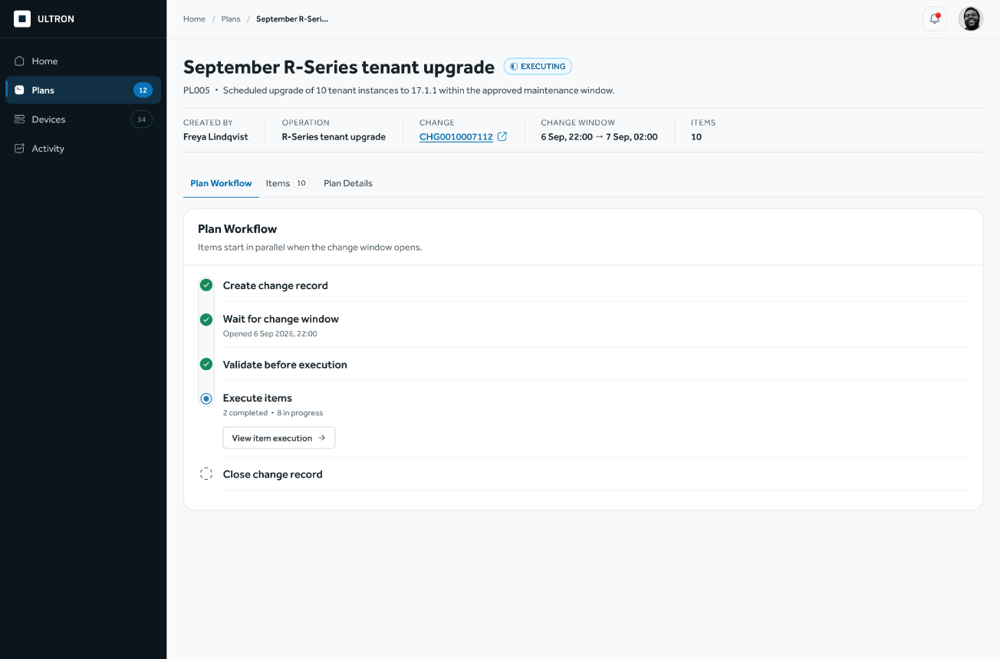 ULTRON
Home / Plans / September R-Seri...
Home
Plans 12
Devices 34
Activity
September R-Series tenant upgrade EXECUTING
PL005 • Scheduled upgrade of 10 tenant instances to 17.1.1 within the approved maintenance window.
CREATED BY
Freya Lindqvist
OPERATION
R-Series tenant upgrade
CHANGE
CHG0010007112
CHANGE WINDOW
6 Sep, 22:00 → 7 Sep, 02:00
ITEMS
10
Plan Workflow Items 10 Plan Details
Plan Workflow
Items start in parallel when the change window opens.
Create change record
Wait for change window
Opened 6 Sep 2026, 22:00
Validate before execution
Execute items
2 completed • 8 in progress
View item execution →
Close change record